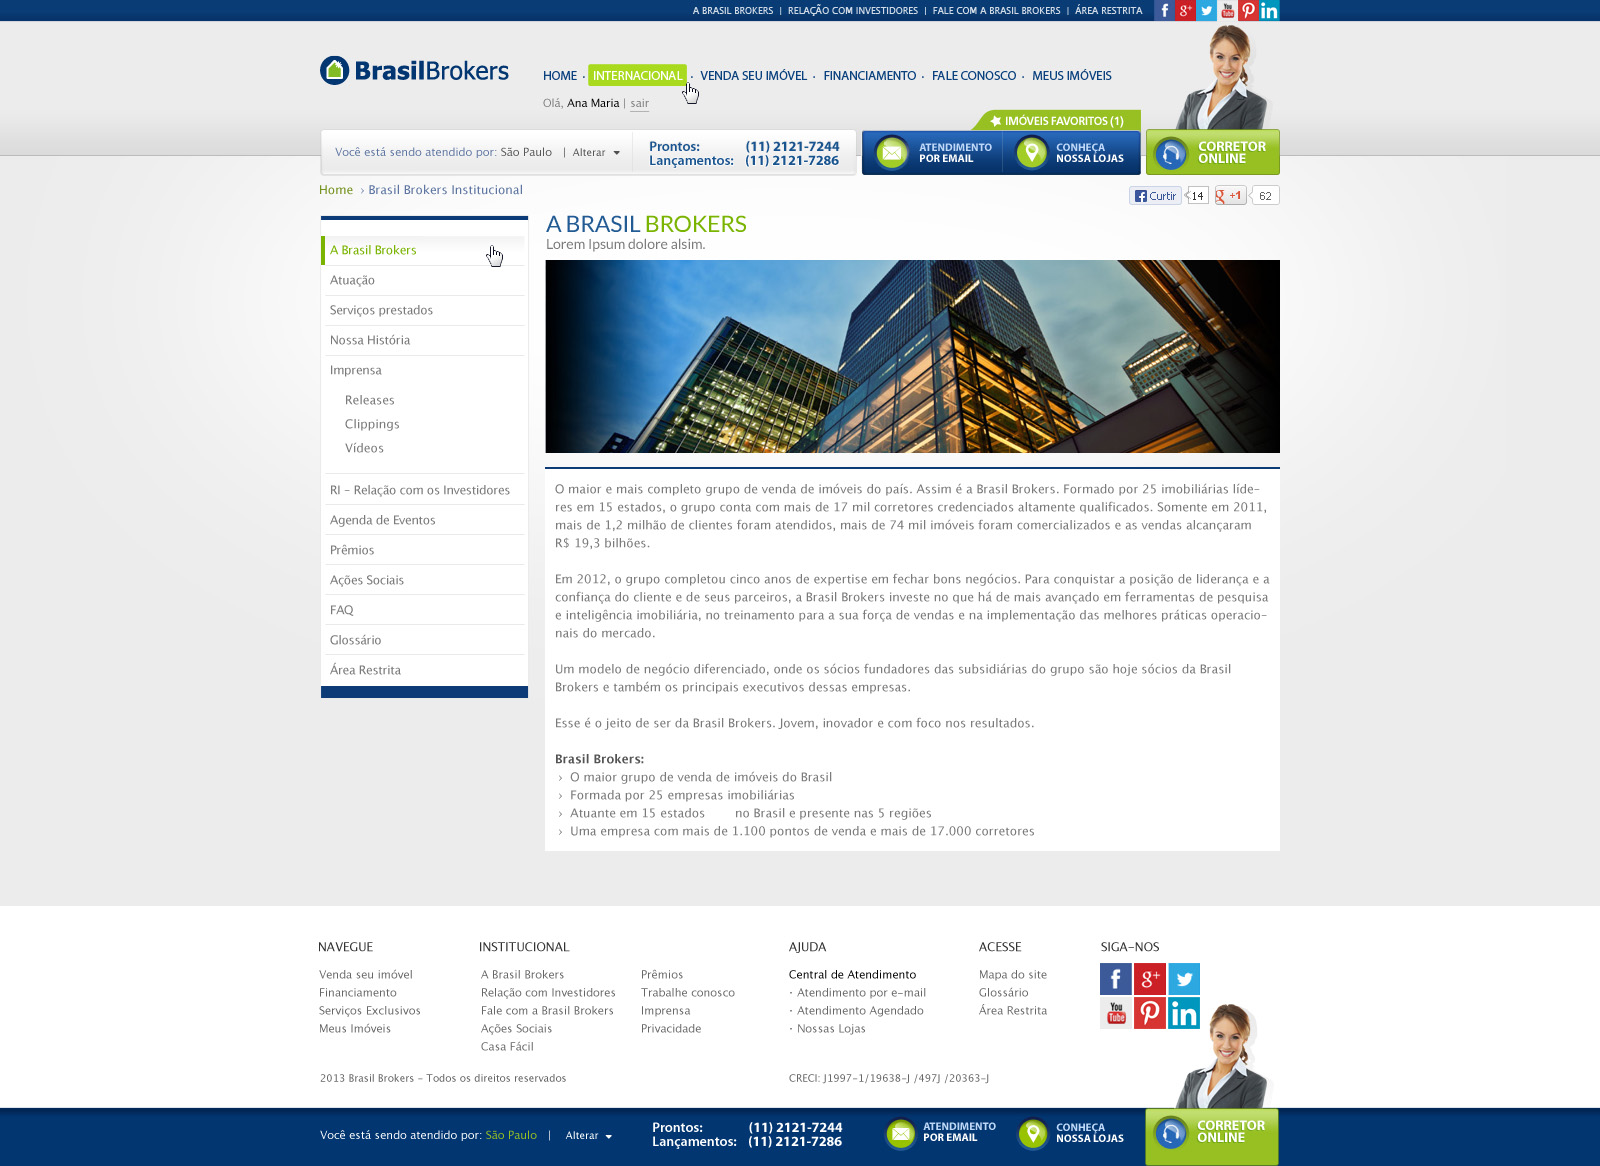 A BRASIL BROKERS | RELAÇÃO COM INVESTIDORES | FALE COM A BRASIL BROKERS | ÁREA RESTRITA
f g+ You Tube in
BrasilBrokers
HOME · INTERNACIONAL · VENDA SEU IMÓVEL · FINANCIAMENTO · FALE CONOSCO · MEUS IMÓVEIS
Olá, Ana Maria | sair
IMÓVEIS FAVORITOS (1)
Você está sendo atendido por: São Paulo | Alterar
Prontos: (11) 2121-7244
Lançamentos: (11) 2121-7286
ATENDIMENTO
POR EMAIL
CONHEÇA
NOSSA LOJAS
CORRETOR
ONLINE
Home › Brasil Brokers Institucional
Curtir 14 g +1 62
A Brasil Brokers
Atuação
Serviços prestados
Nossa História
Imprensa
Releases
Clippings
Vídeos
RI - Relação com os Investidores
Agenda de Eventos
Prêmios
Ações Sociais
FAQ
Glossário
Área Restrita
A BRASIL BROKERS
Lorem Ipsum dolore alsim.
O maior e mais completo grupo de venda de imóveis do país. Assim é a Brasil Brokers. Formado por 25 imobiliárias líde-
res em 15 estados, o grupo conta com mais de 17 mil corretores credenciados altamente qualificados. Somente em 2011,
mais de 1,2 milhão de clientes foram atendidos, mais de 74 mil imóveis foram comercializados e as vendas alcançaram
R$ 19,3 bilhões.
Em 2012, o grupo completou cinco anos de expertise em fechar bons negócios. Para conquistar a posição de liderança e a
confiança do cliente e de seus parceiros, a Brasil Brokers investe no que há de mais avançado em ferramentas de pesquisa
e inteligência imobiliária, no treinamento para a sua força de vendas e na implementação das melhores práticas operacio-
nais do mercado.
Um modelo de negócio diferenciado, onde os sócios fundadores das subsidiárias do grupo são hoje sócios da Brasil
Brokers e também os principais executivos dessas empresas.
Esse é o jeito de ser da Brasil Brokers. Jovem, inovador e com foco nos resultados.
Brasil Brokers:
› O maior grupo de venda de imóveis do Brasil
› Formada por 25 empresas imobiliárias
› Atuante em 15 estados no Brasil e presente nas 5 regiões
› Uma empresa com mais de 1.100 pontos de venda e mais de 17.000 corretores
NAVEGUE
Venda seu imóvel
Financiamento
Serviços Exclusivos
Meus Imóveis
INSTITUCIONAL
A Brasil Brokers
Relação com Investidores
Fale com a Brasil Brokers
Ações Sociais
Casa Fácil
Prêmios
Trabalhe conosco
Imprensa
Privacidade
AJUDA
Central de Atendimento
· Atendimento por e-mail
· Atendimento Agendado
· Nossas Lojas
ACESSE
Mapa do site
Glossário
Área Restrita
SIGA-NOS
f g+
You Tube in
2013 Brasil Brokers - Todos os direitos reservados
CRECI: J1997-1/19638-J /497J /20363-J
Você está sendo atendido por: São Paulo | Alterar
Prontos: (11) 2121-7244
Lançamentos: (11) 2121-7286
ATENDIMENTO
POR EMAIL
CONHEÇA
NOSSA LOJAS
CORRETOR
ONLINE